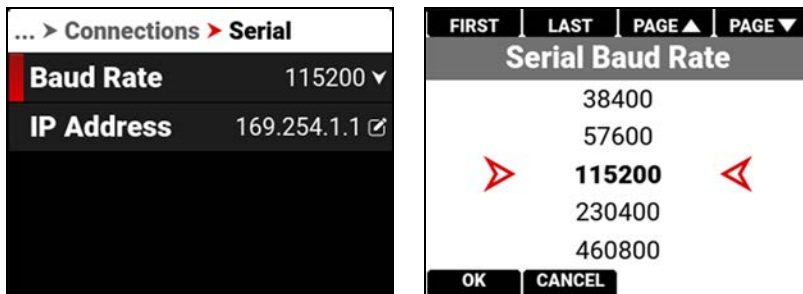 ... > Connections > Serial
Baud Rate 115200
IP Address 169.254.1.1
FIRST LAST PAGE▲ PAGE▼
Serial Baud Rate
38400
57600
115200
230400
460800
OK CANCEL